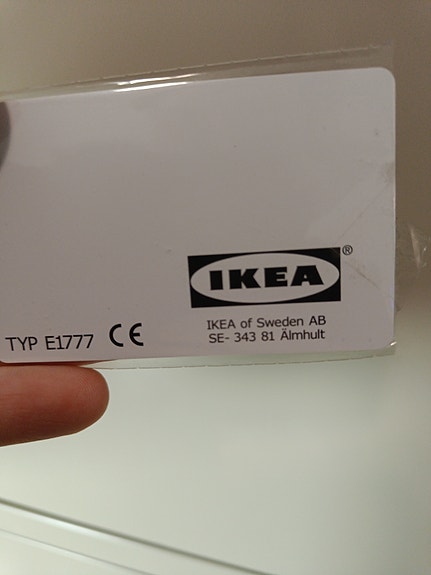 IKEA®
IKEA of Sweden AB
SE- 343 81 Älmhult
TYP E1777 CE